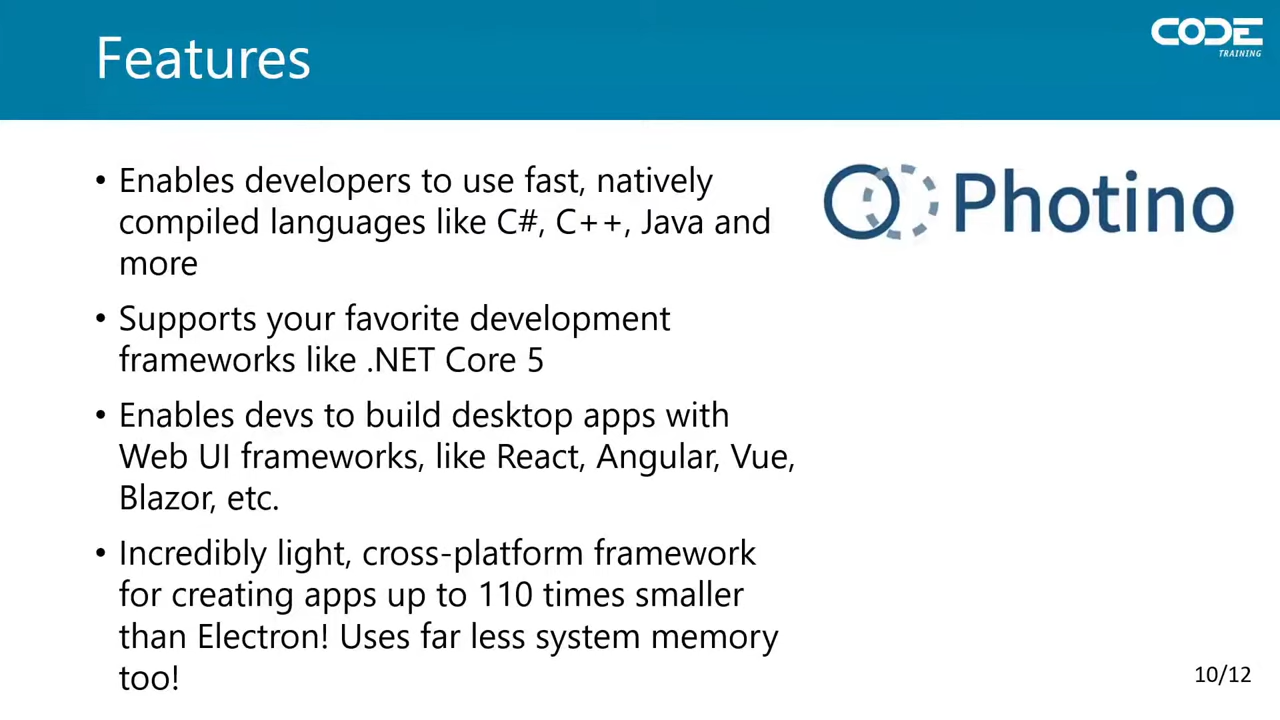 Features
CODE
TRAINING
• Enables developers to use fast, natively
compiled languages like C#, C++, Java and
more
• Supports your favorite development
frameworks like .NET Core 5
• Enables devs to build desktop apps with
Web UI frameworks, like React, Angular, Vue,
Blazor, etc.
• Incredibly light, cross-platform framework
for creating apps up to 110 times smaller
than Electron! Uses far less system memory
too!
Photino
10/12